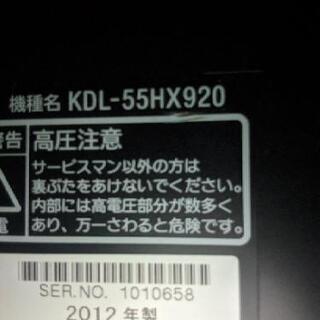 機種名 KDL-55HX920
警告 高圧注意
サービスマン以外の方は
裏ぶたをあけないでください。
内部には高電圧部分が数多く
あり、万一さわると危険です。
電
SER.NO. 1010658
2012 年製